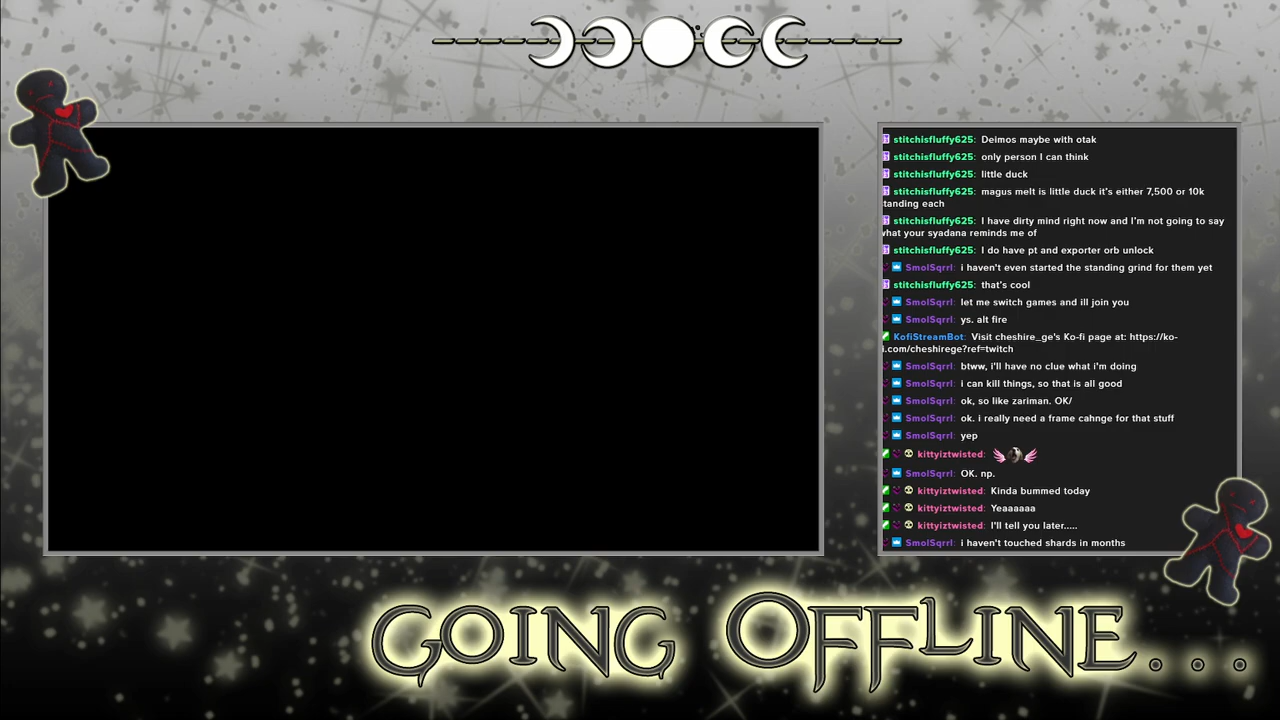 stitchisfluffy625: Deimos maybe with otak
stitchisfluffy625: only person I can think
stitchisfluffy625: little duck
stitchisfluffy625: magus melt is little duck it's either 7,500 or 10k
tanding each
stitchisfluffy625: I have dirty mind right now and I'm not going to say
what your syadana reminds me of
stitchisfluffy625: I do have pt and exporter orb unlock
SmolSqrrl: i haven't even started the standing grind for them yet
stitchisfluffy625: that's cool
SmolSqrrl: let me switch games and ill join you
SmolSqrrl: ys. alt fire
KofiStreamBot: Visit cheshire_ge's Ko-fi page at: https://ko-
i.com/cheshirege?ref=twitch
SmolSqrrl: btww, i'll have no clue what i'm doing
SmolSqrrl: i can kill things, so that is all good
SmolSqrrl: ok, so like zariman. OK/
SmolSqrrl: ok. i really need a frame cahnge for that stuff
SmolSqrrl: yep
kittyiztwisted:
SmolSqrrl: OK. np.
kittyiztwisted: Kinda bummed today
kittyiztwisted: Yeaaaaaa
kittyiztwisted: I'll tell you later.....
SmolSqrrl: i haven't touched shards in months
Going Offline...